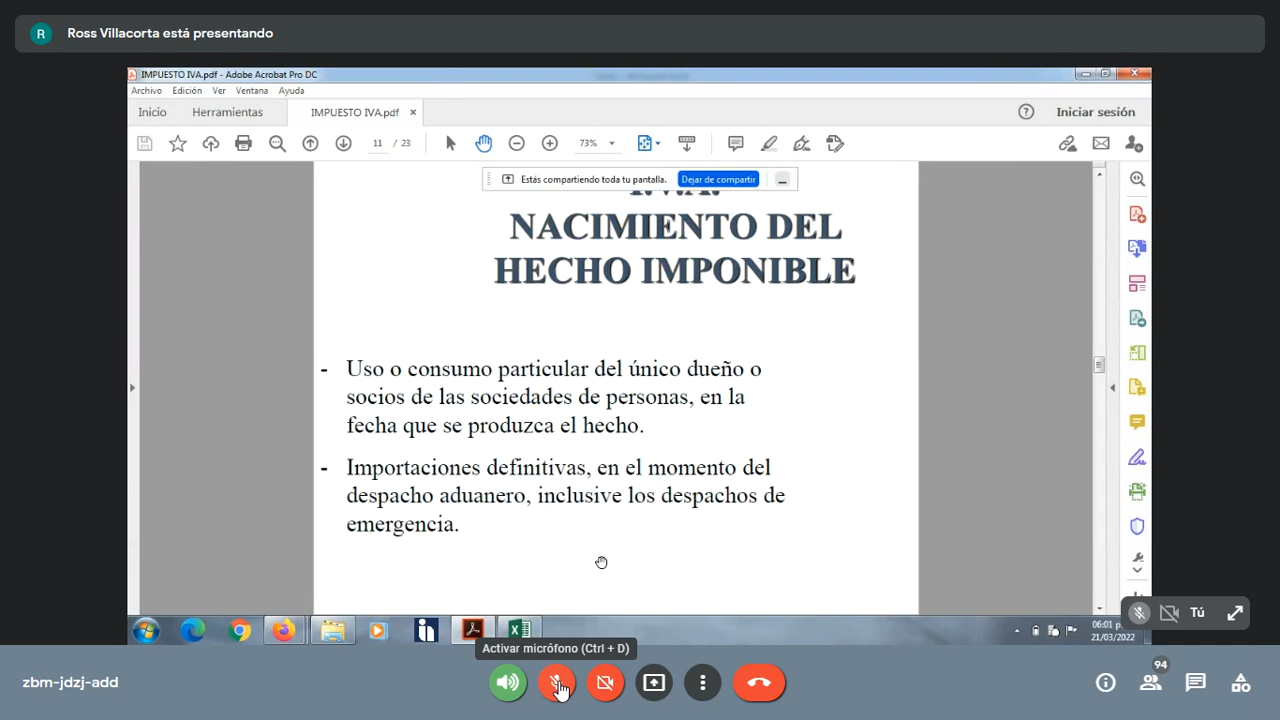 R Ross Villacorta está presentando
IMPUESTO IVA.pdf - Adobe Acrobat Pro DC
Archivo Edición Ver Ventana Ayuda
Inicio Herramientas IMPUESTO IVA.pdf × Iniciar sesión
11 / 23 73%
Estás compartiendo toda tu pantalla. Dejar de compartir
I.V.A.
NACIMIENTO DEL
HECHO IMPONIBLE
- Uso o consumo particular del único dueño o
socios de las sociedades de personas, en la
fecha que se produzca el hecho.
- Importaciones definitivas, en el momento del
despacho aduanero, inclusive los despachos de
emergencia.
Tú
06:01 p.
21/03/2022
Activar micrófono (Ctrl + D)
zbm-jdzj-add
94